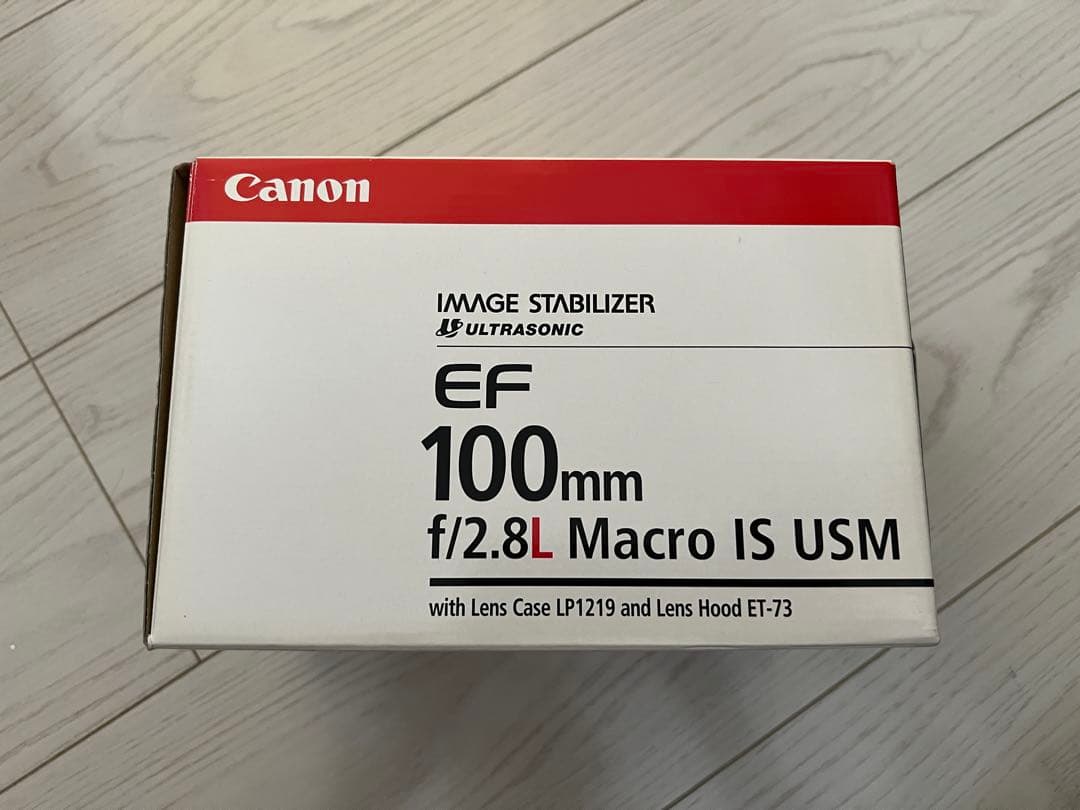 Canon
IMAGE STABILIZER
ULTRASONIC
EF
100mm
f/2.8L Macro IS USM
with Lens Case LP1219 and Lens Hood ET-73